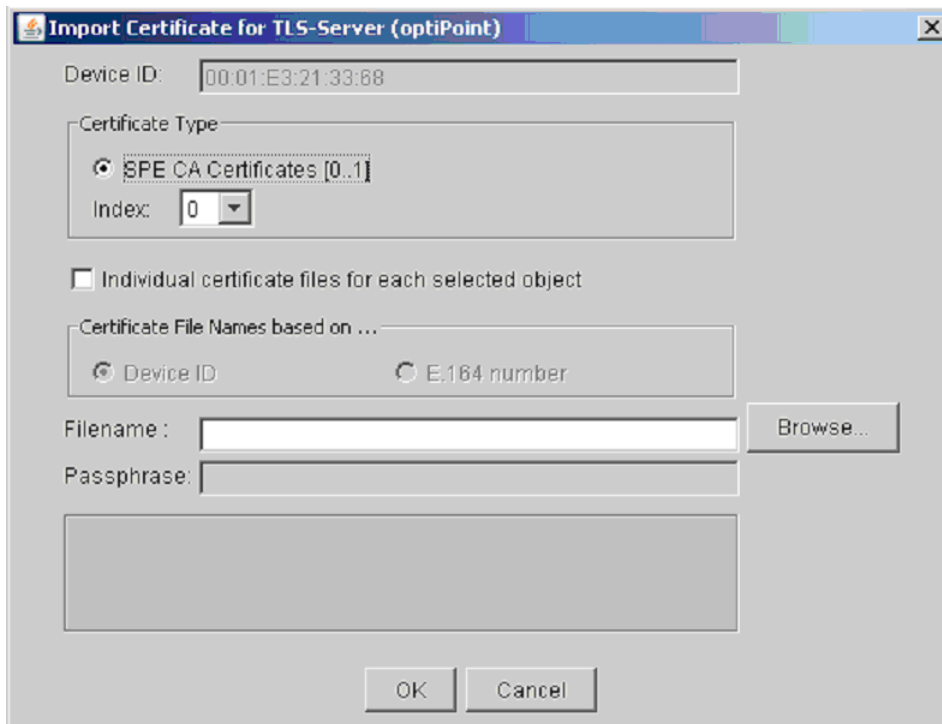 Import Certificate for TLS-Server (optiPoint)
Device ID: 00:01:E3:21:33:68
Certificate Type
SPE CA Certificates [0..1]
Index: 0
Individual certificate files for each selected object
Certificate File Names based on ...
Device ID E.164 number
Filename : Browse...
Passphrase:
OK Cancel